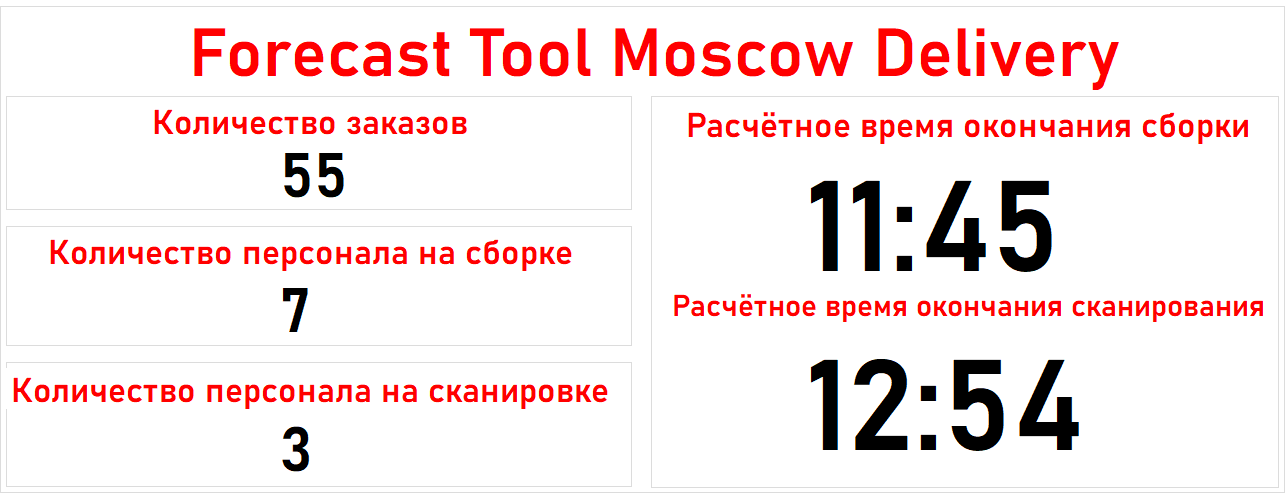 Forecast Tool Moscow Delivery
Количество заказов
55
Количество персонала на сборке
7
Количество персонала на сканировке
3
Расчётное время окончания сборки
11:45
Расчётное время окончания сканирования
12:54